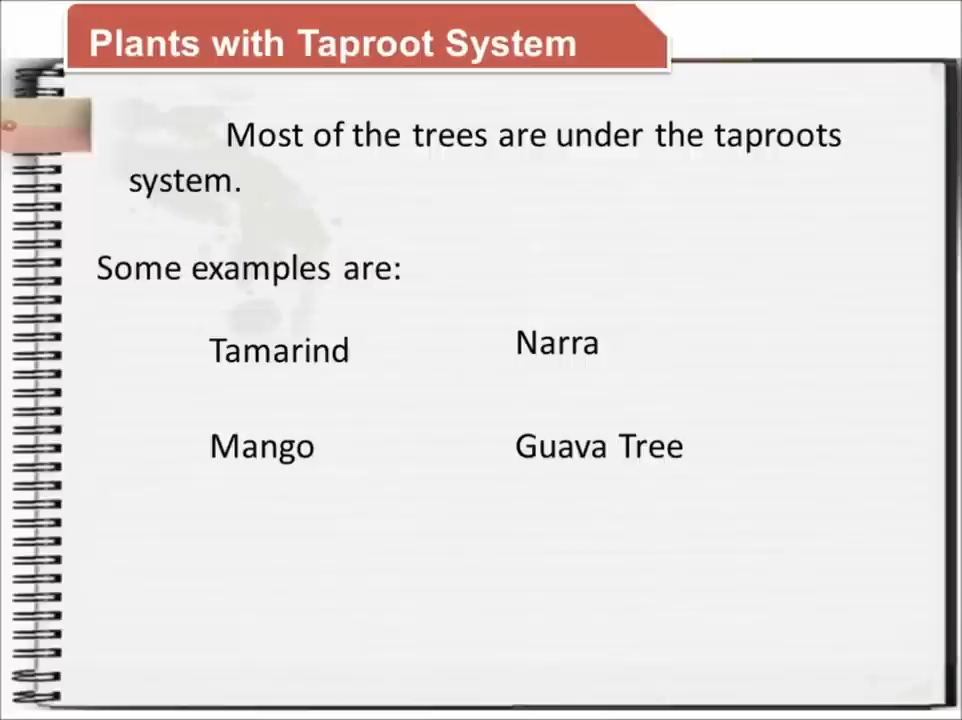 Plants with Taproot System
Most of the trees are under the taproots
system.
Some examples are:
Tamarind
Narra
Mango
Guava Tree